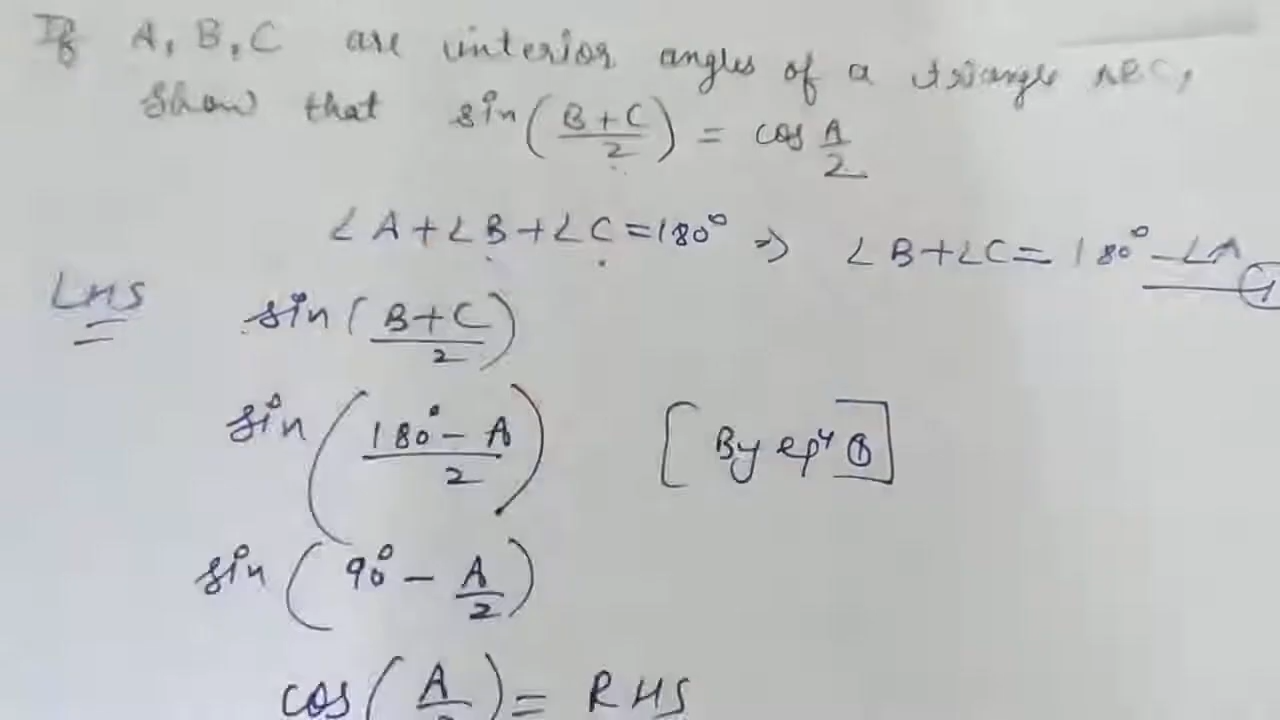 If A, B, C are interior angles of a triangle ABC,
Show that sin(B+C/2) = cos A/2
∠A+∠B+∠C=180° ⇒ ∠B+∠C=180°-∠A 1
LHS sin(B+C/2)
sin(180°-A/2) [By eqⁿ ①]
sin(90°-A/2)
cos(A/2)= RHS